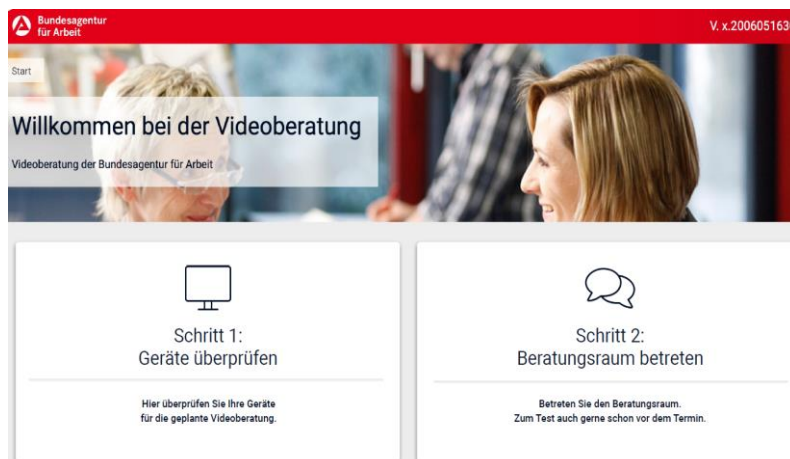 Bundesagentur
für Arbeit
V. x.200605163
Start
Willkommen bei der Videoberatung
Videoberatung der Bundesagentur für Arbeit
Schritt 1:
Geräte überprüfen
Hier überprüfen Sie Ihre Geräte
für die geplante Videoberatung.
Schritt 2:
Beratungsraum betreten
Betreten Sie den Beratungsraum.
Zum Test auch gerne schon vor dem Termin.